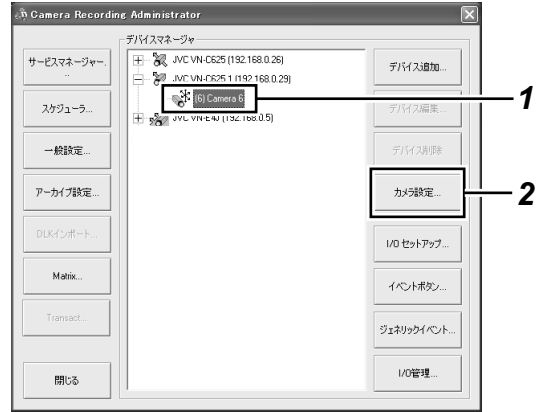 Camera Recording Administrator
デバイスマネージャ
サービスマネージャー...
スケジューラ...
一般設定...
アーカイブ設定...
DLKインポート...
Matrix...
Transact...
閉じる
JVC VN-C625 (192.168.0.26)
JVC VN-C625 1 (192.168.0.29)
(6) Camera 6
JVC VN-E4J (192.168.0.5)
デバイス追加...
デバイス編集...
デバイス削除
カメラ設定...
I/O セットアップ...
イベントボタン...
ジェネリックイベント...
I/O管理...
1
2